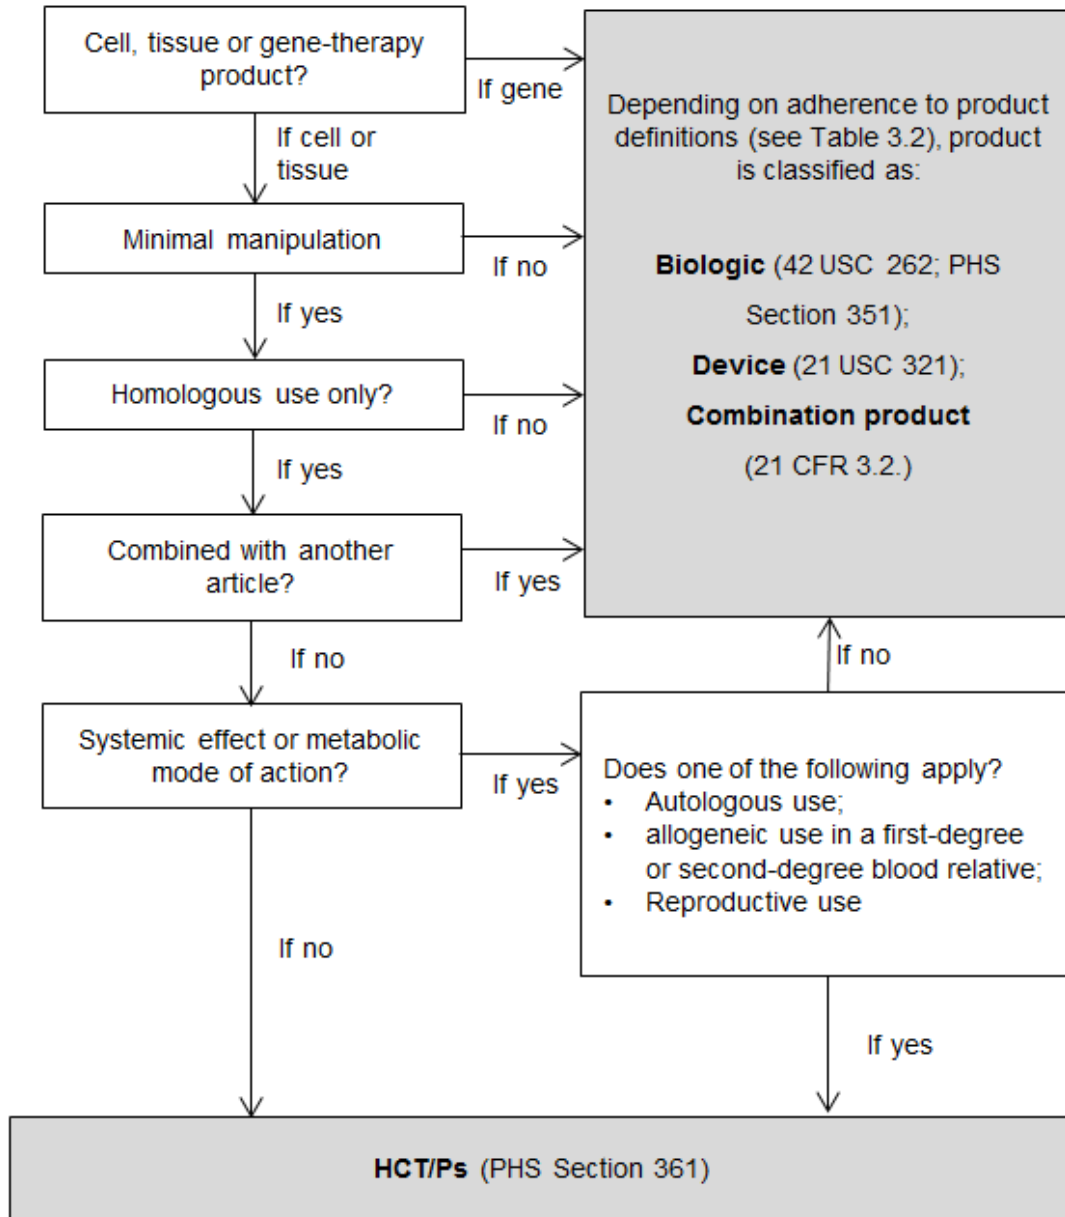 Cell, tissue or gene-therapy
product?
If gene
If cell or
tissue
Minimal manipulation
If no
If yes
Homologous use only?
If no
If yes
Combined with another
article?
If yes
If no
Systemic effect or metabolic
mode of action?
If yes
If no
Depending on adherence to product
definitions (see Table 3.2), product
is classified as:
Biologic (42 USC 262; PHS
Section 351);
Device (21 USC 321);
Combination product
(21 CFR 3.2.)
If no
Does one of the following apply?
• Autologous use;
• allogeneic use in a first-degree
or second-degree blood relative;
• Reproductive use
If yes
HCT/Ps (PHS Section 361)